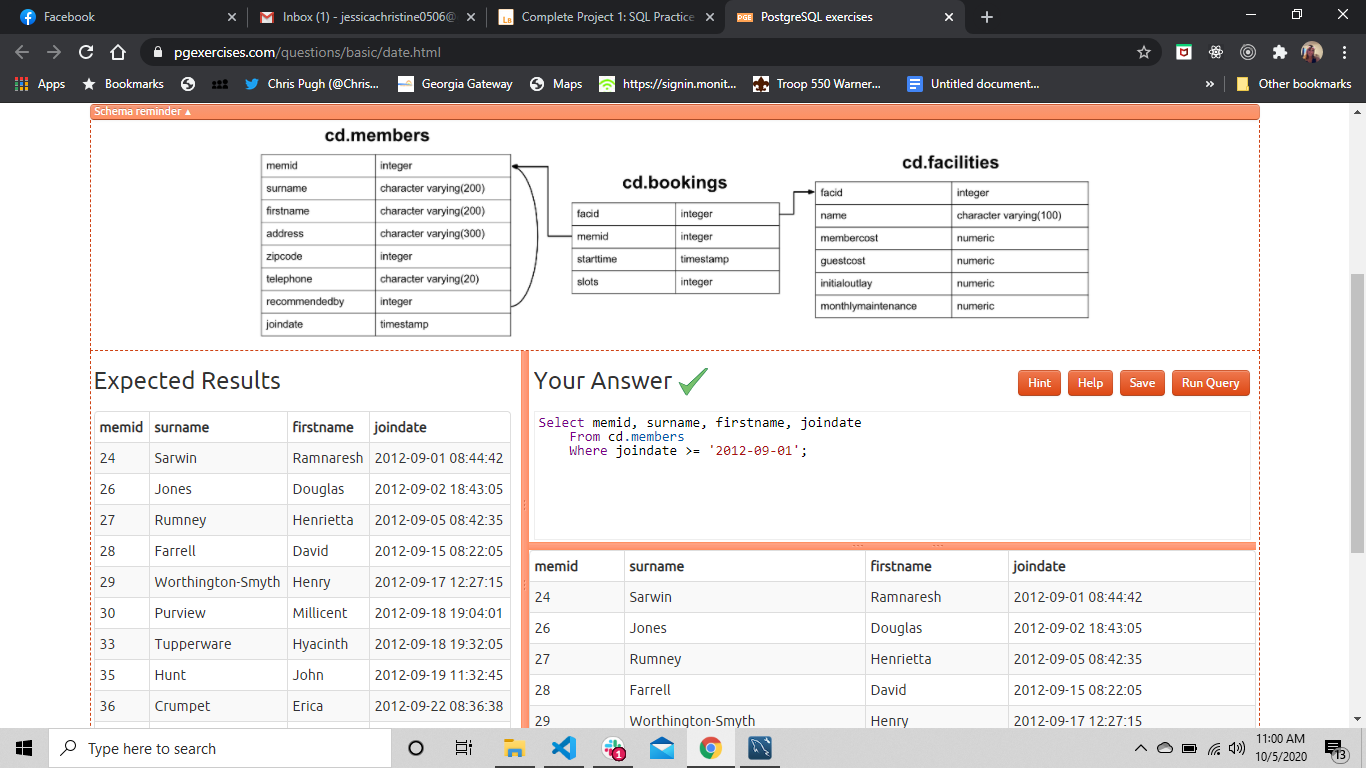 Facebook
Inbox (1) - jessicachristine0506@
Complete Project 1: SQL Practice
PostgreSQL exercises
pgexercises.com/questions/basic/date.html
Apps
Bookmarks
Chris Pugh (@Chris...
Georgia Gateway
Maps
https://signin.monit...
Troop 550 Warner...
Untitled document...
»
Other bookmarks
Schema reminder ▲
cd.members
memid integer
surname character varying(200)
firstname character varying(200)
address character varying(300)
zipcode integer
telephone character varying(20)
recommendedby integer
joindate timestamp
cd.bookings
facid integer
memid integer
starttime timestamp
slots integer
cd.facilities
facid integer
name character varying(100)
membercost numeric
guestcost numeric
initialoutlay numeric
monthlymaintenance numeric
Expected Results
memid surname firstname joindate
24 Sarwin Ramnaresh 2012-09-01 08:44:42
26 Jones Douglas 2012-09-02 18:43:05
27 Rumney Henrietta 2012-09-05 08:42:35
28 Farrell David 2012-09-15 08:22:05
29 Worthington-Smyth Henry 2012-09-17 12:27:15
30 Purview Millicent 2012-09-18 19:04:01
33 Tupperware Hyacinth 2012-09-18 19:32:05
35 Hunt John 2012-09-19 11:32:45
36 Crumpet Erica 2012-09-22 08:36:38
Your Answer
Hint
Help
Save
Run Query
Select memid, surname, firstname, joindate
From cd.members
Where joindate >= '2012-09-01';
memid surname firstname joindate
24 Sarwin Ramnaresh 2012-09-01 08:44:42
26 Jones Douglas 2012-09-02 18:43:05
27 Rumney Henrietta 2012-09-05 08:42:35
28 Farrell David 2012-09-15 08:22:05
29 Worthington-Smyth Henry 2012-09-17 12:27:15
Type here to search
1
11:00 AM
10/5/2020
13